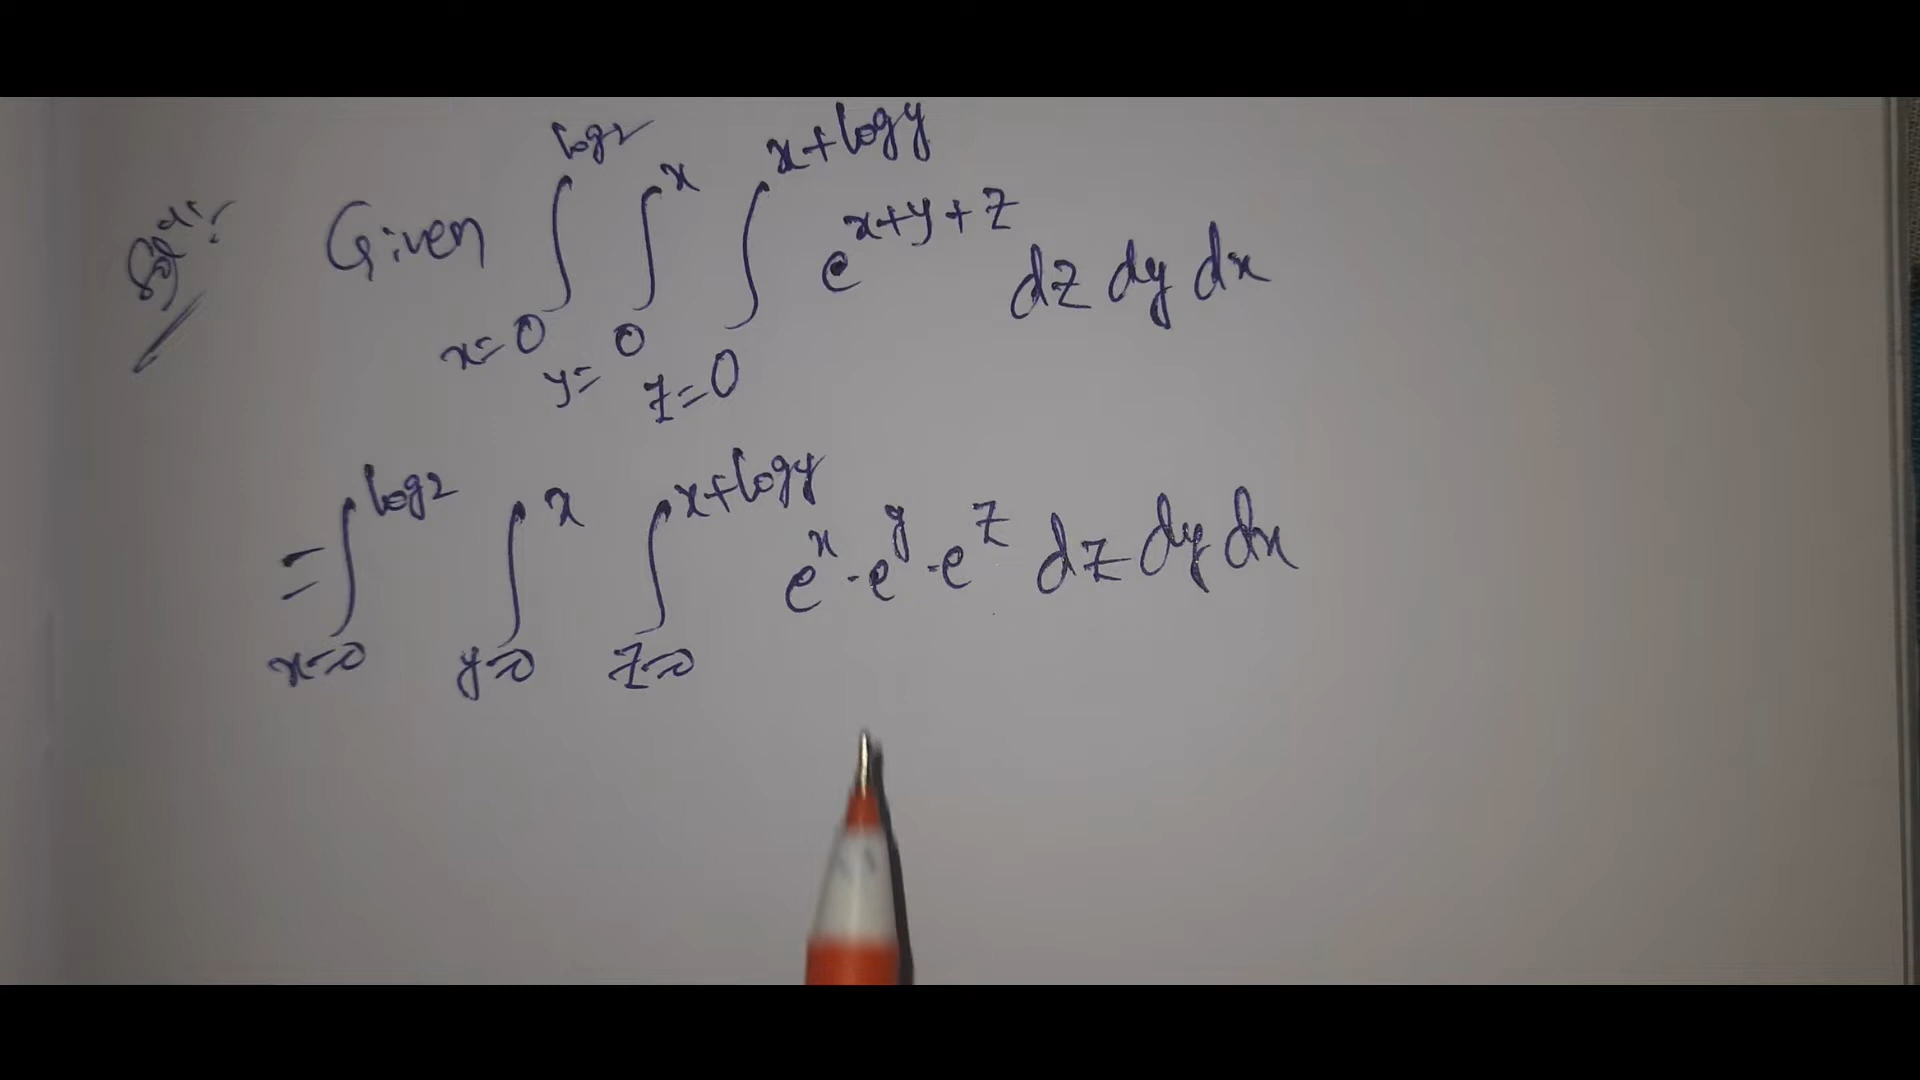 Sol:
Given ∫_{x=0}^{log2} ∫_{y=0}^{x} ∫_{z=0}^{x+logy} e^{x+y+z} dz dy dx
= ∫_{x=0}^{log2} ∫_{y=0}^{x} ∫_{z=0}^{x+logy} e^x · e^y · e^z dz dy dx